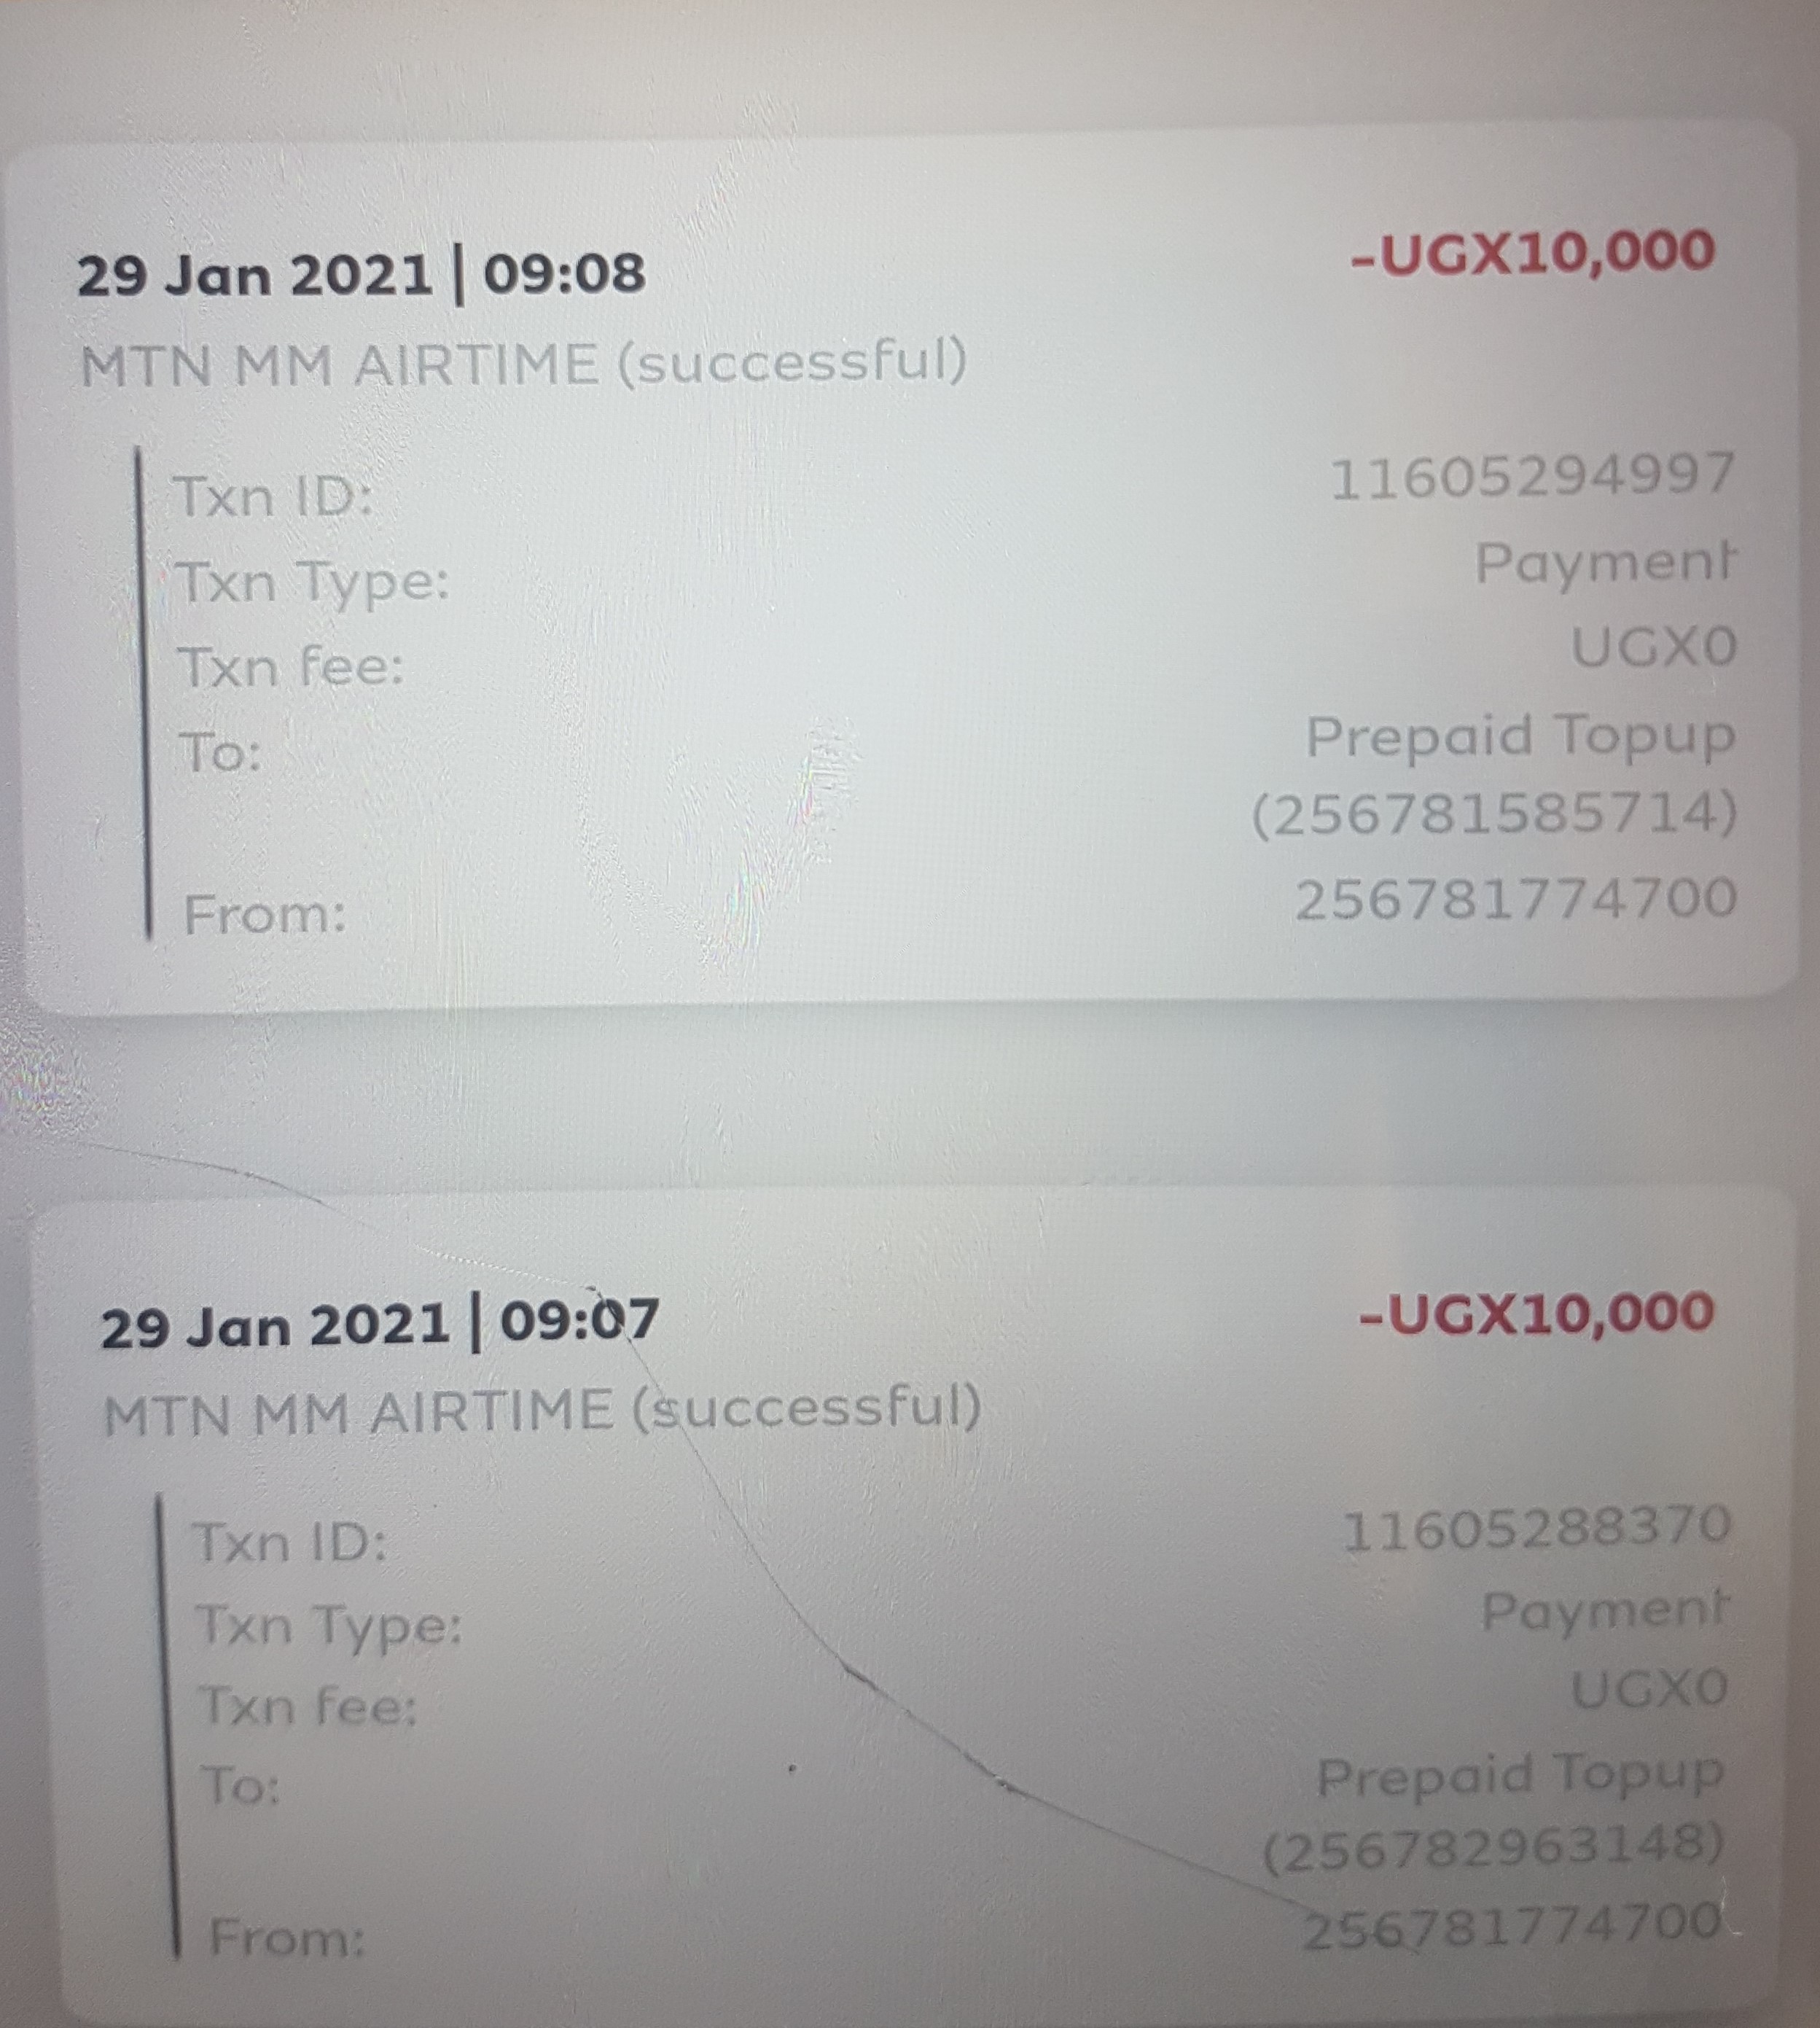 29 Jan 2021 | 09:08 -UGX10,000
MTN MM AIRTIME (successful)
Txn ID: 11605294997
Txn Type: Payment
Txn fee: UGX0
To: Prepaid Topup
(256781585714)
From: 256781774700
29 Jan 2021 | 09:07 -UGX10,000
MTN MM AIRTIME (successful)
Txn ID: 11605288370
Txn Type: Payment
Txn fee: UGX0
To: Prepaid Topup
(256782963148)
From: 256781774700